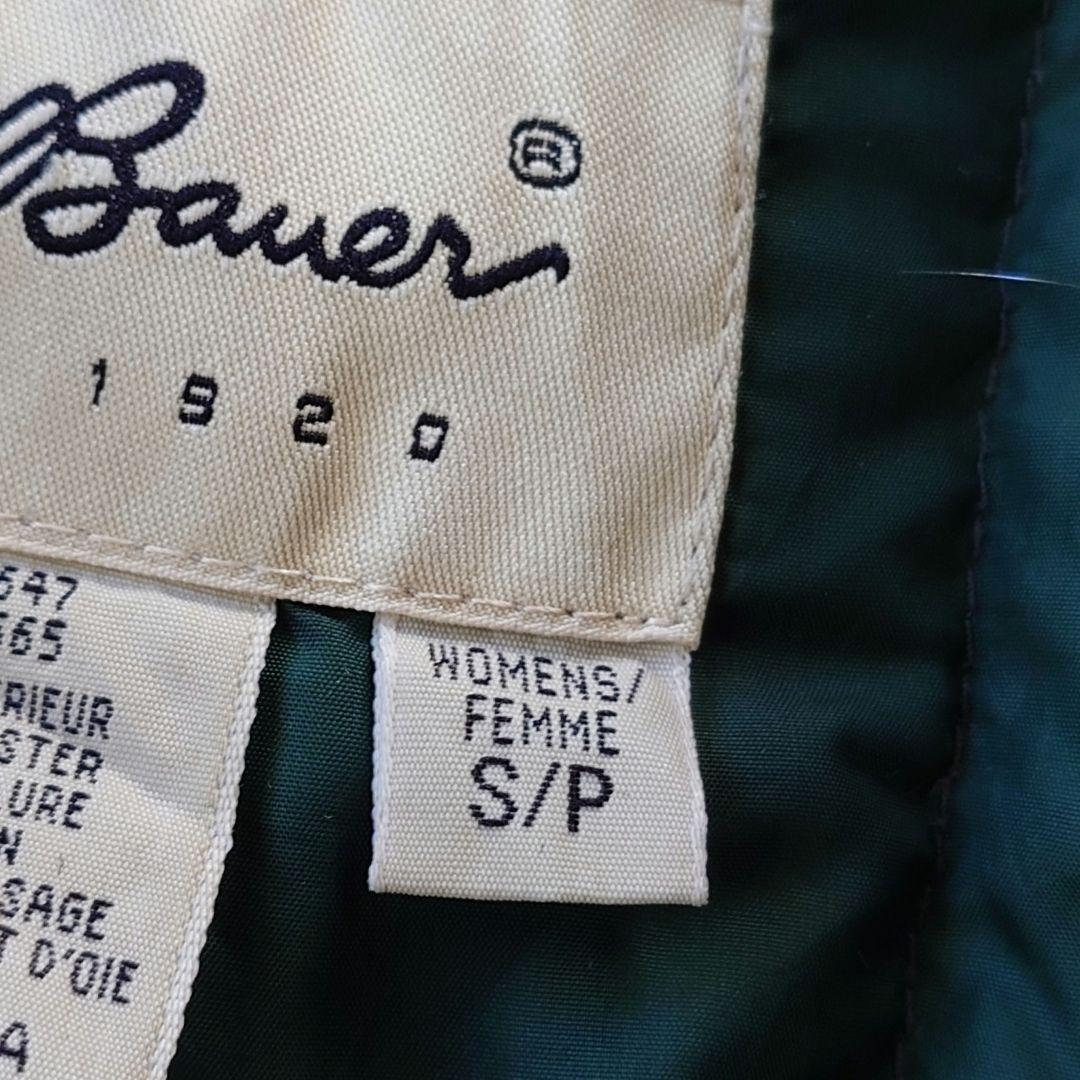 Bauer ®
1920
547
565
RIEUR
STER
LURE
N
SAGE
T D'OIE
A
WOMENS/
FEMME
S/P